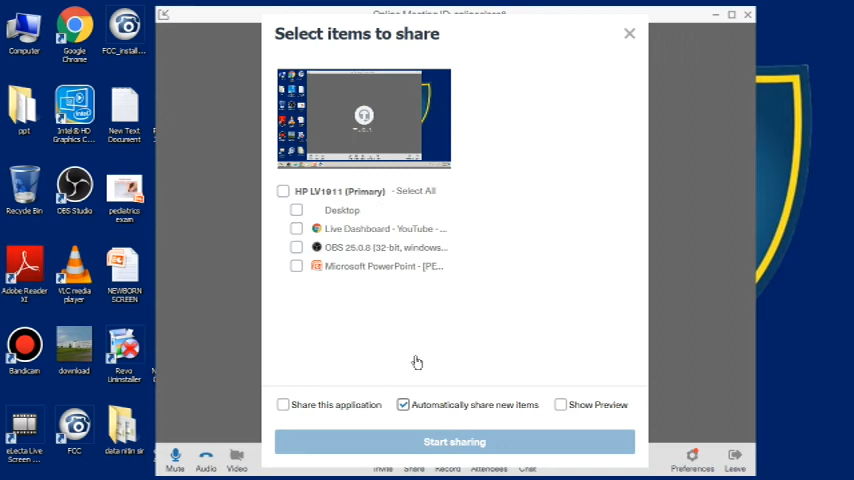 Select items to share
HP LV1911 (Primary) - Select All
Desktop
Live Dashboard - YouTube - ...
OBS 25.0.8 (32-bit, windows...
Microsoft PowerPoint - [PE...
Share this application
Automatically share new items
Show Preview
Start sharing
Mute
Audio
Video
Invite
Share
Record
Attendees
Chat
Preferences
Leave
Computer
Google
Chrome
FCC_install...
ppt
Intel® HD
Graphics C...
New Text
Document
Recycle Bin
OBS Studio
pediatrics
exam
Adobe Reader
XI
VLC media
player
NEWBORN
SCREEN
Bandicam
download
Revo
Uninstaller
eLecta Live
Screen ...
FCC
data nitin sir